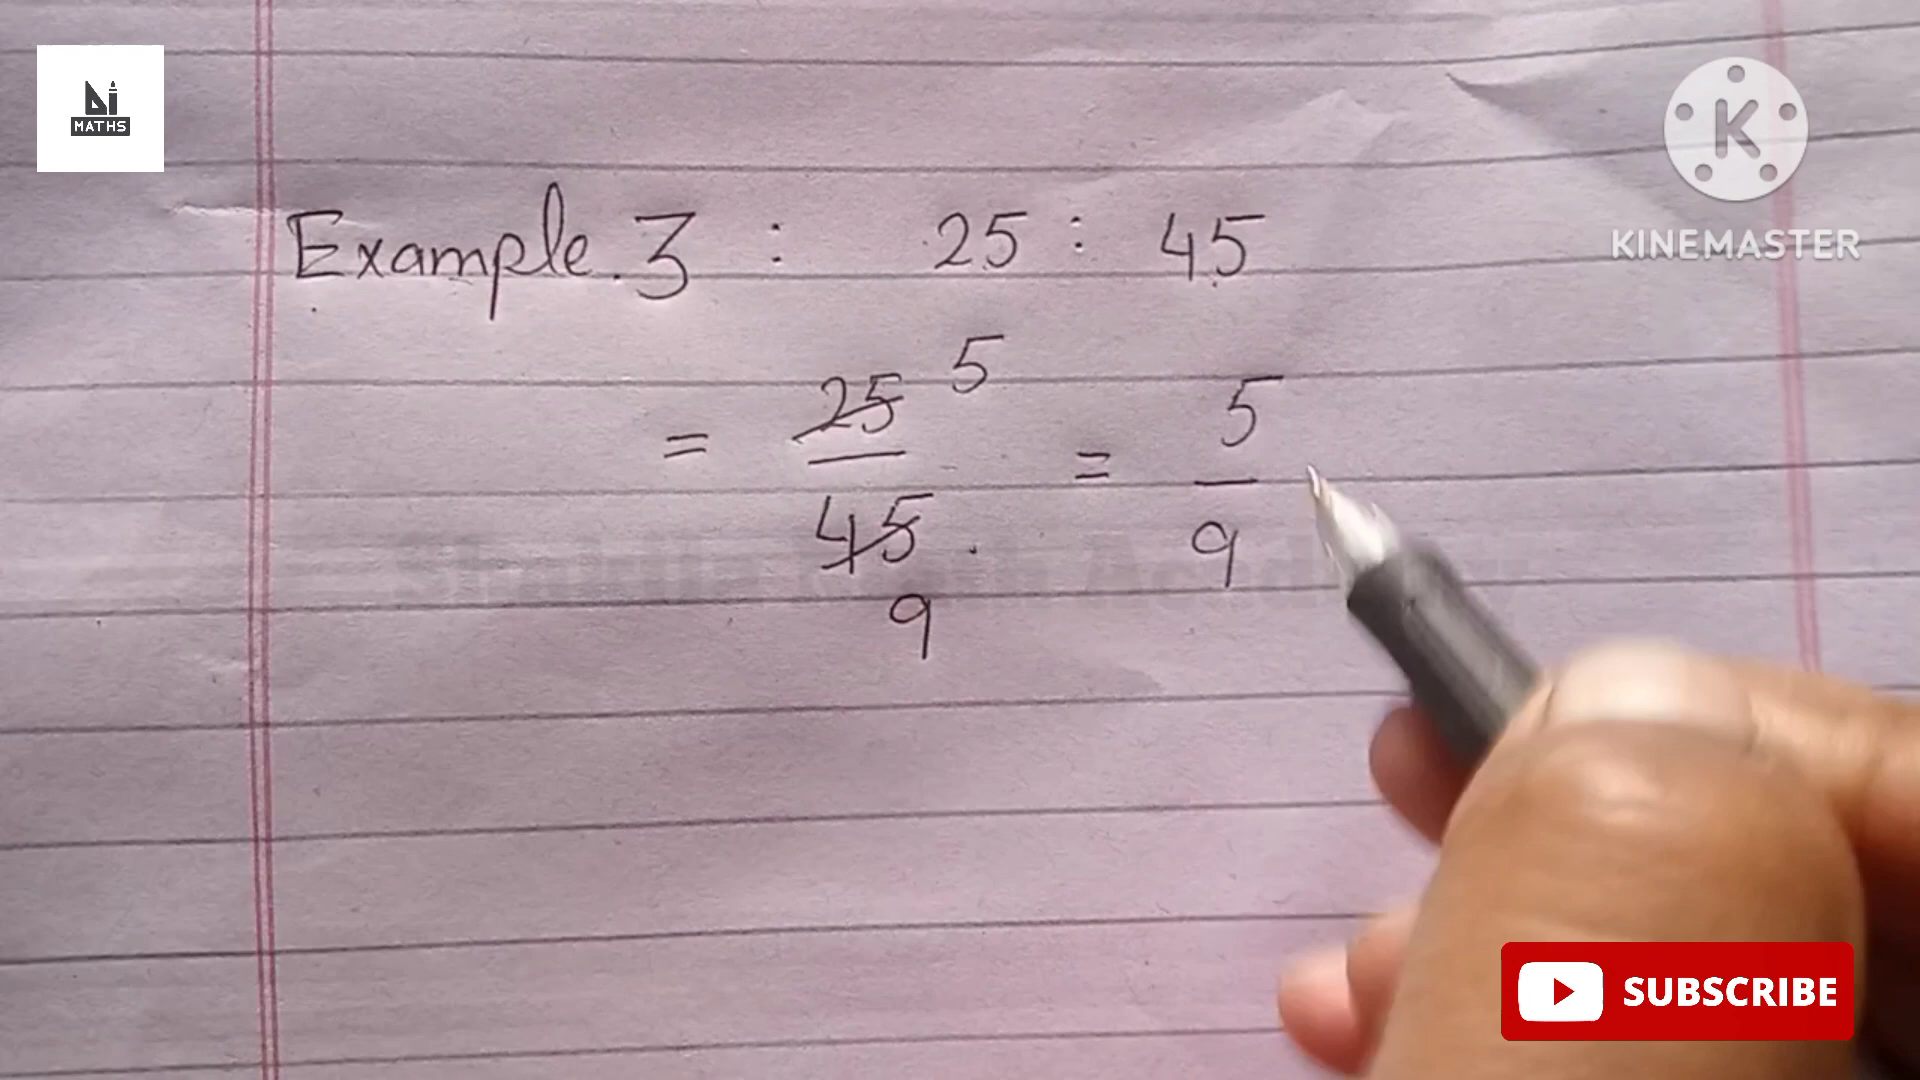 MATHS
KINEMASTER
Example.3 : 25 : 45
= 25/45 5 9 = 5/9
SUBSCRIBE